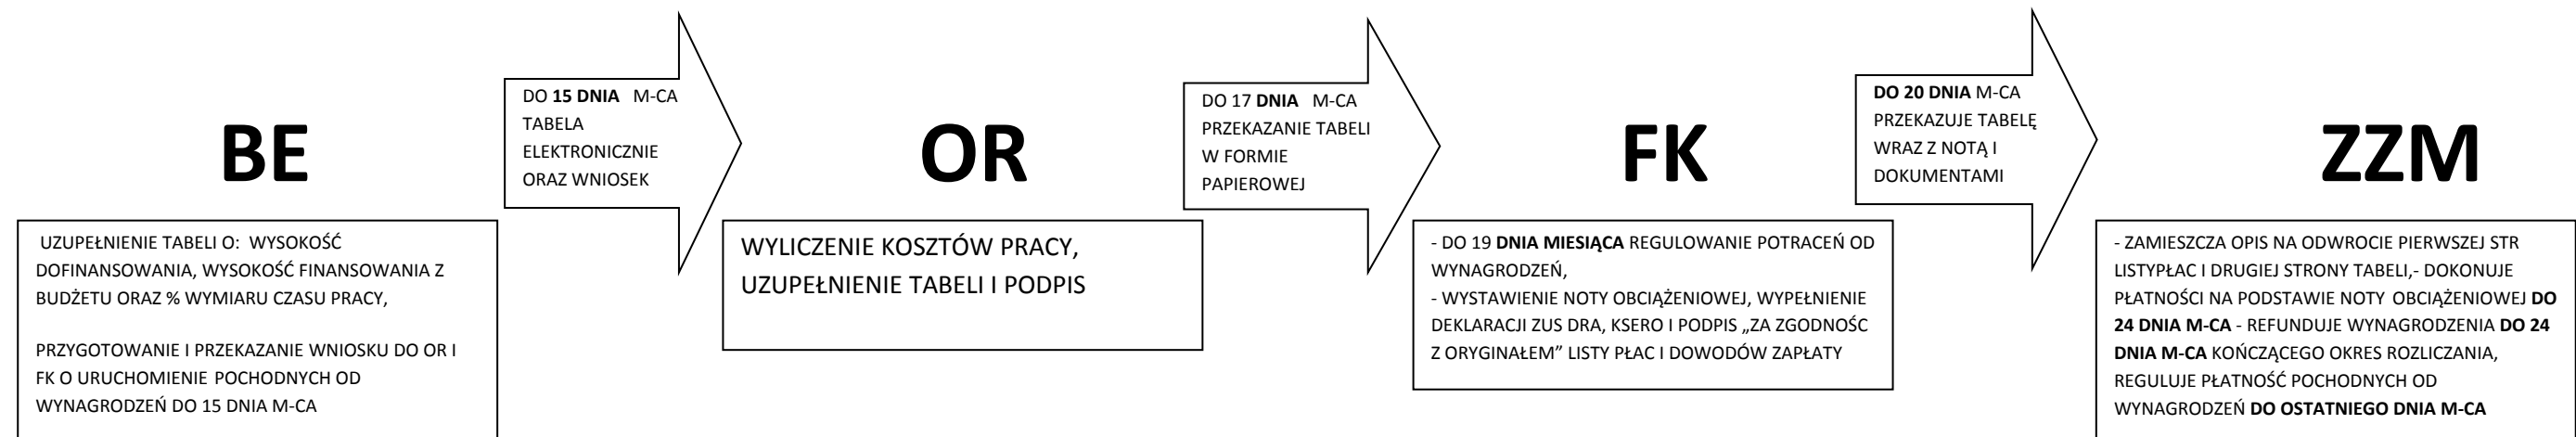 BE
UZUPEŁNIENIE TABELI O: WYSOKOŚĆ
DOFINANSOWANIA, WYSOKOŚĆ FINANSOWANIA Z
BUDŻETU ORAZ % WYMIARU CZASU PRACY,
PRZYGOTOWANIE I PRZEKAZANIE WNIOSKU DO OR I
FK O URUCHOMIENIE POCHODNYCH OD
WYNAGRODZEŃ DO 15 DNIA M-CA
DO 15 DNIA M-CA
TABELA
ELEKTRONICZNIE
ORAZ WNIOSEK
OR
WYLICZENIE KOSZTÓW PRACY,
UZUPEŁNIENIE TABELI I PODPIS
DO 17 DNIA M-CA
PRZEKAZANIE TABELI
W FORMIE
PAPIEROWEJ
FK
- DO 19 DNIA MIESIĄCA REGULOWANIE POTRACEŃ OD
WYNAGRODZEŃ,
- WYSTAWIENIE NOTY OBCIĄŻENIOWEJ, WYPEŁNIENIE
DEKLARACJI ZUS DRA, KSERO I PODPIS „ZA ZGODNOŚC
Z ORYGINAŁEM” LISTY PŁAC I DOWODÓW ZAPŁATY
DO 20 DNIA M-CA
PRZEKAZUJE TABELĘ
WRAZ Z NOTĄ I
DOKUMENTAMI
ZZM
- ZAMIESZCZA OPIS NA ODWROCIE PIERWSZEJ STR
LISTYPŁAC I DRUGIEJ STRONY TABELI,- DOKONUJE
PŁATNOŚCI NA PODSTAWIE NOTY OBCIĄŻENIOWEJ DO
24 DNIA M-CA - REFUNDUJE WYNAGRODZENIA DO 24
DNIA M-CA KOŃCZĄCEGO OKRES ROZLICZANIA,
REGULUJE PŁATNOŚĆ POCHODNYCH OD
WYNAGRODZEŃ DO OSTATNIEGO DNIA M-CA